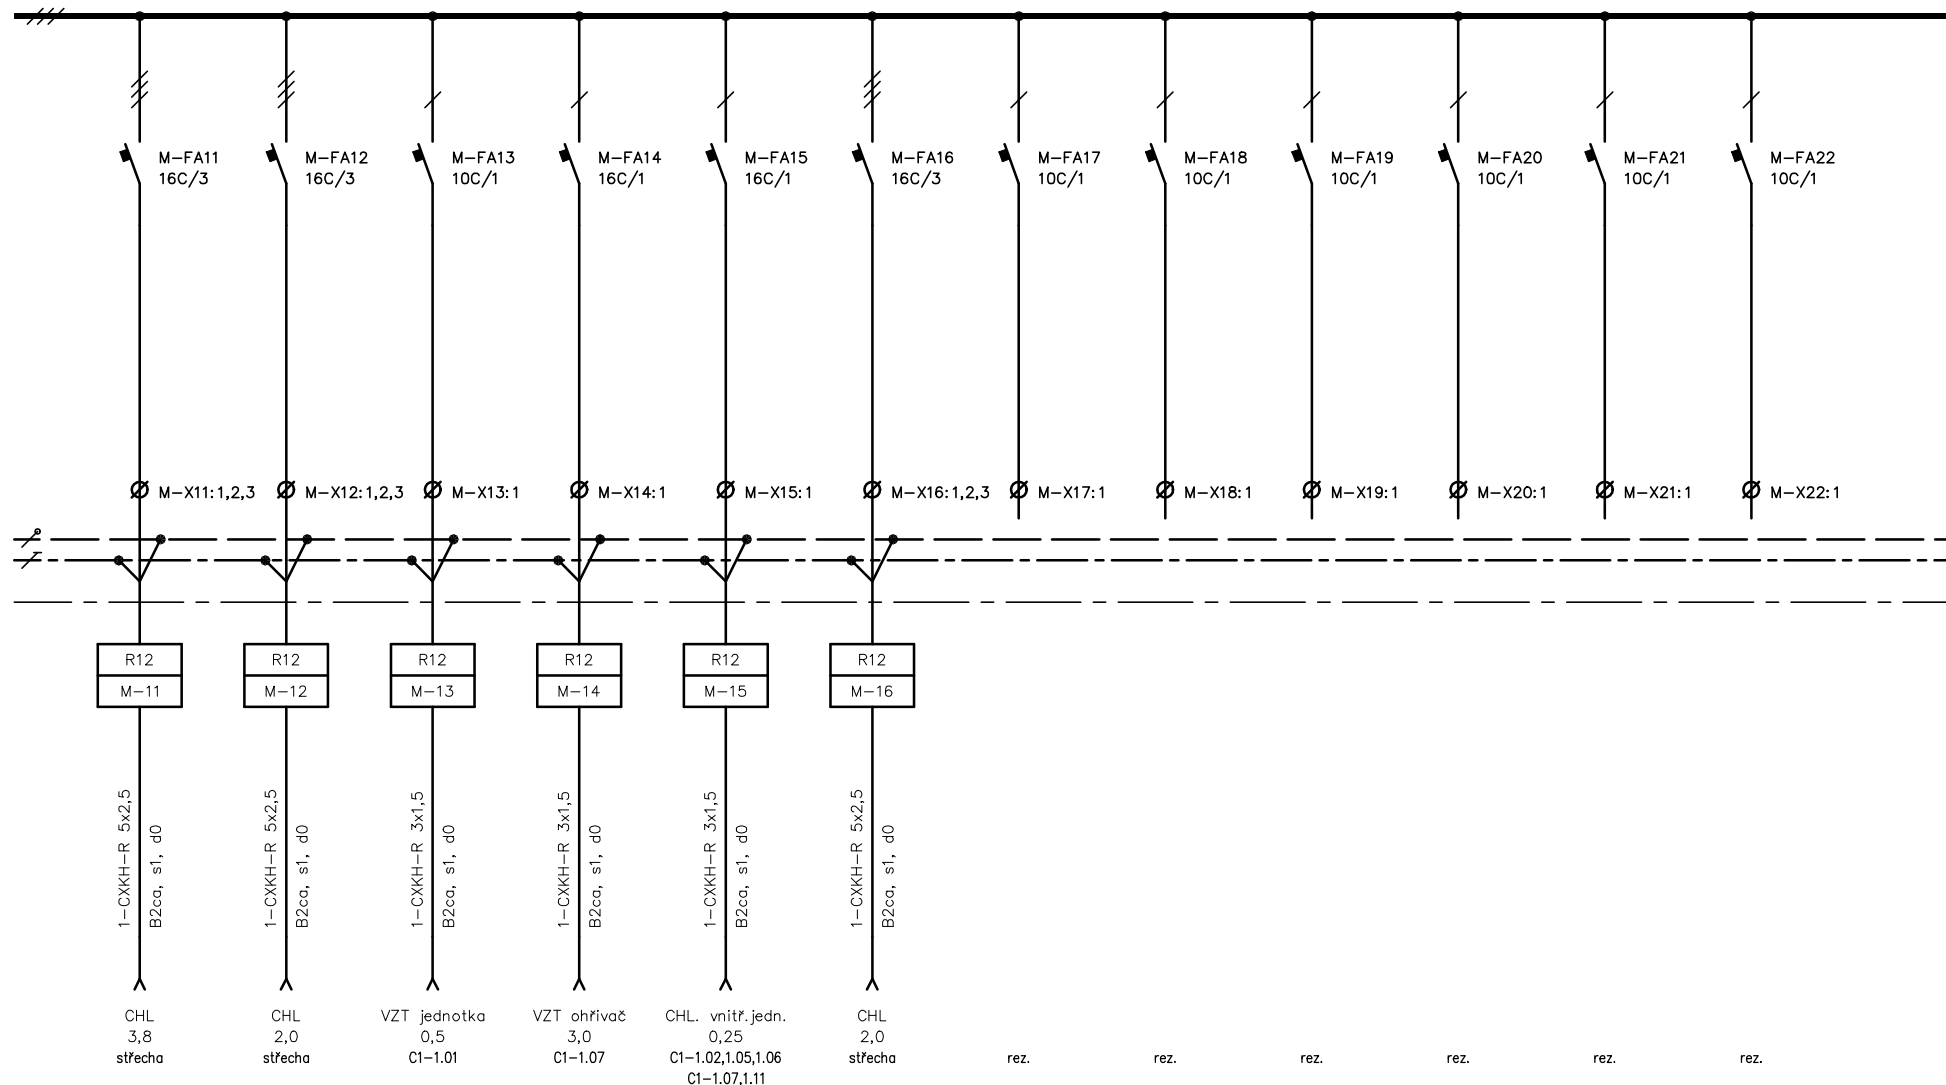 M-FA11 M-FA12 M-FA13 M-FA14 M-FA15 M-FA16 M-FA17 M-FA18 M-FA19 M-FA20 M-FA21 M-FA22
16C/3 16C/3 10C/1 16C/1 16C/1 16C/3 10C/1 10C/1 10C/1 10C/1 10C/1 10C/1
M-X11:1,2,3 M-X12:1,2,3 M-X13:1 M-X14:1 M-X15:1 M-X16:1,2,3 M-X17:1 M-X18:1 M-X19:1 M-X20:1 M-X21:1 M-X22:1
R12 R12 R12 R12 R12 R12
M-11 M-12 M-13 M-14 M-15 M-16
1-CXKH-R 5x2,5
B2ca, s1, d0
1-CXKH-R 5x2,5
B2ca, s1, d0
1-CXKH-R 3x1,5
B2ca, s1, d0
1-CXKH-R 3x1,5
B2ca, s1, d0
1-CXKH-R 3x1,5
B2ca, s1, d0
1-CXKH-R 5x2,5
B2ca, s1, d0
CHL CHL VZT jednotka VZT ohřivač CHL. vnitř.jedn. CHL
3,8 2,0 0,5 3,0 0,25 2,0
střecha střecha C1-1.01 C1-1.07 C1-1.02,1.05,1.06 střecha rez. rez. rez. rez. rez. rez.
C1-1.07,1.11